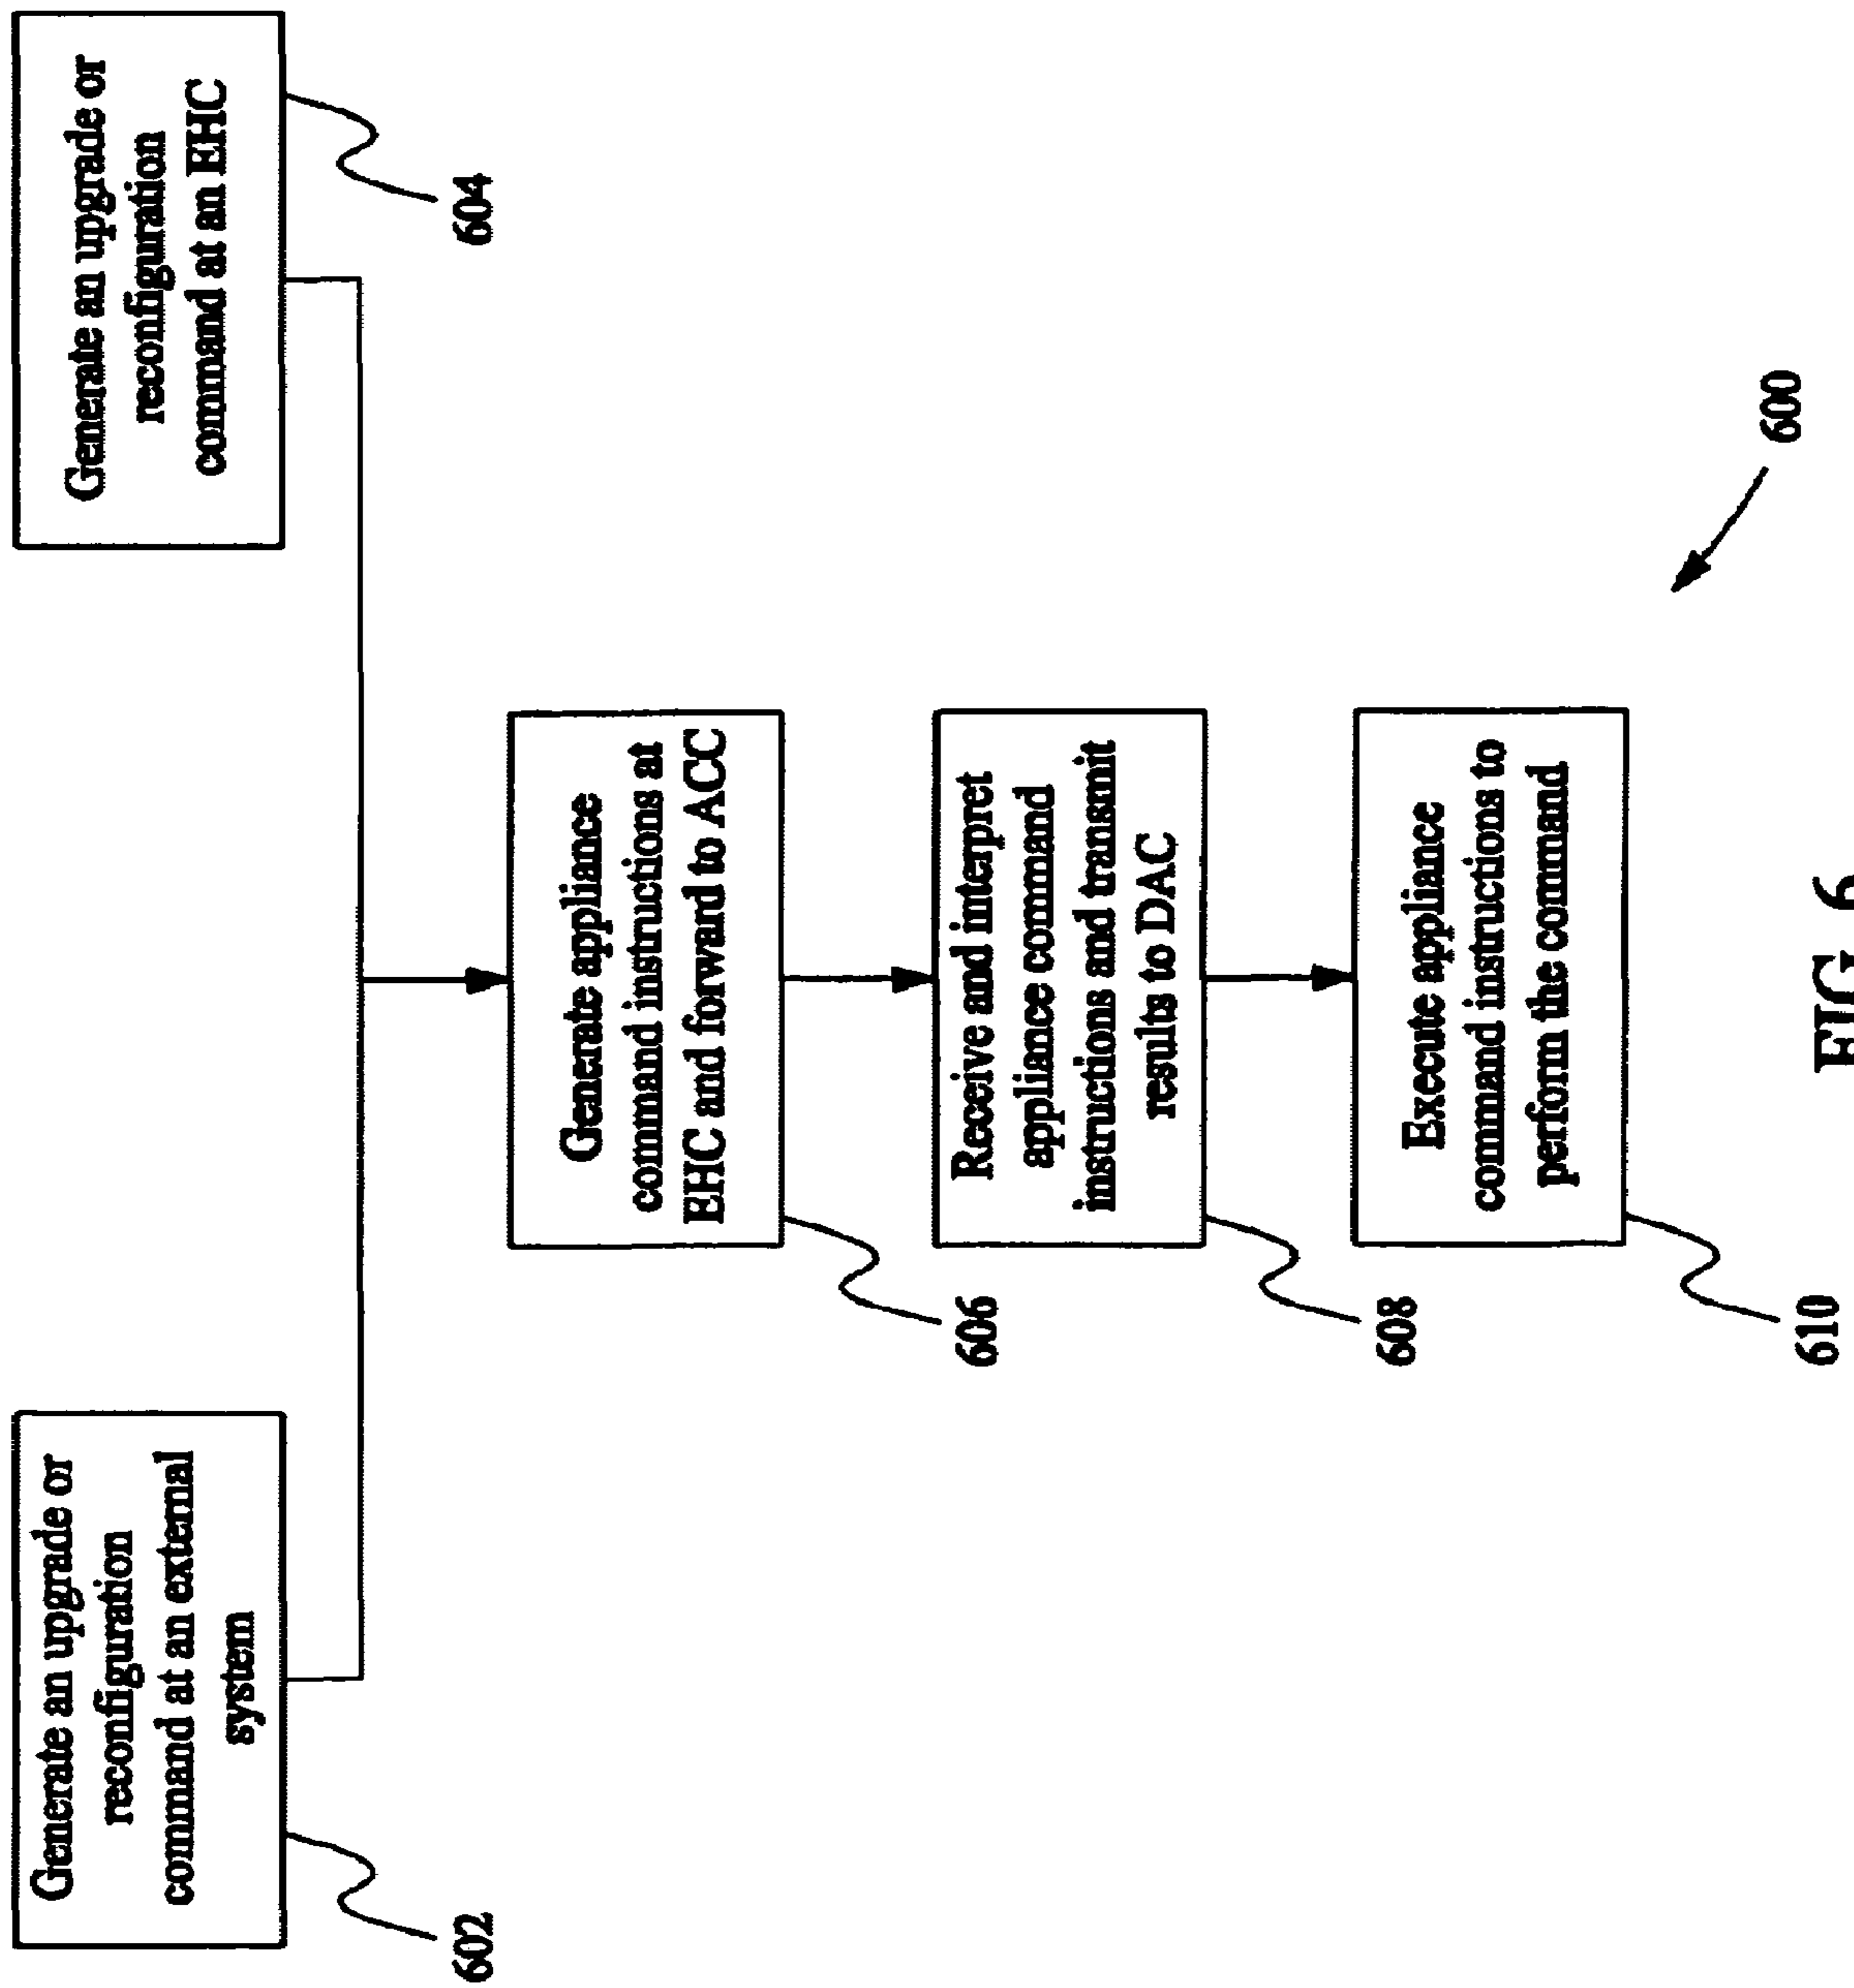 Generate an upgrade or
reconfiguration
command at an external
system
602
Generate an upgrade or
reconfiguration
command at an EHC
604
Generate appliance
command instructions at
EHC and forward to ACC
606
Receive and interpret
appliance command
instructions and transmit
results to DAC
608
Execute appliance
command instructions to
perform the command
610
600
FIG. 6